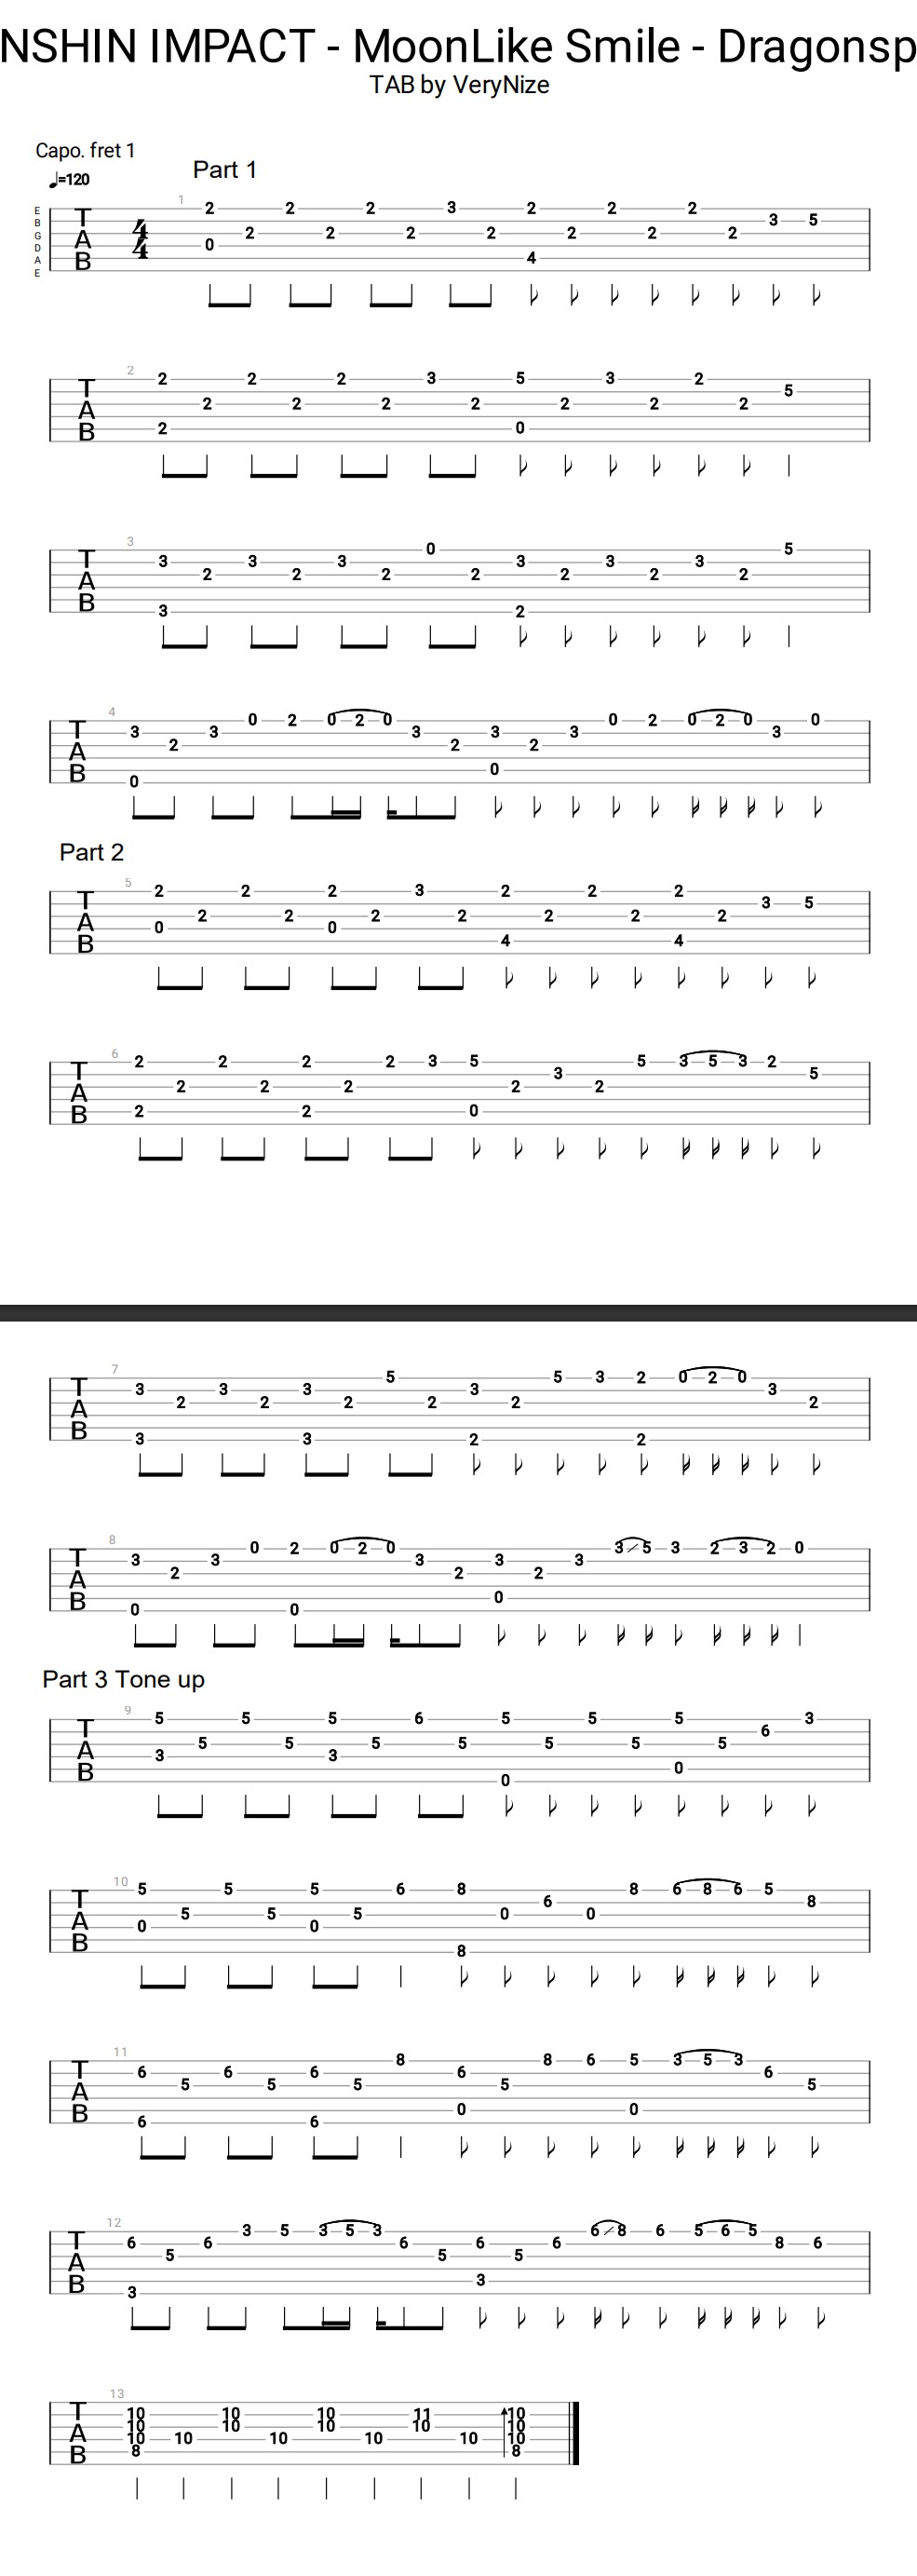 NSHIN IMPACT - MoonLike Smile - Dragonsp
TAB by VeryNize
Capo. fret 1
♩=120
Part 1
1
E B G D A E
T A B 4 4
2 2 2 3 2 2 2
3 5
2 2 2 2 2 2 2
0
4
2
T A B
2 2 2 3 5 3 2
5
2 2 2 2 2 2 2
2 0
3
T A B
0 5
3 3 3 3 3 3
2 2 2 2 2 2 2
3 2
4
T A B
0 2 0 2 0 0 2 0 2 0 0
3 3 3 3 3 3
2 2 2
0
0
Part 2
5
T A B
2 2 2 3 2 2 2
3 5
2 2 2 2 2 2 2
0 0
4 4
6
T A B
2 2 2 2 3 5 5 3 5 3 2
3 5
2 2 2 2 2
2 2 0
7
T A B
5 5 3 2 0 2 0
3 3 3 3 3
2 2 2 2 2 2
3 3 2 2
8
T A B
0 2 0 2 0 3 5 3 2 3 2 0
3 3 3 3 3
2 2 2
0
0 0
Part 3 Tone up
9
T A B
5 5 5 6 5 5 5 3
6
5 5 5 5 5 5 5
3 3
0
0
10
T A B
5 5 5 6 8 8 6 8 6 5
6 8
5 5 5 0 0
0 0
8
11
T A B
8 8 6 5 3 5 3
6 6 6 6 6
5 5 5 5 5
0 0
6 6
12
T A B
3 5 3 5 3 6 8 6 5 6 5
6 6 6 6 6 8 6
5 5 5
3
3
13
T A B
10 10 10 11 10
10 10 10 10 10
10 10 10 10 10 10
8 8